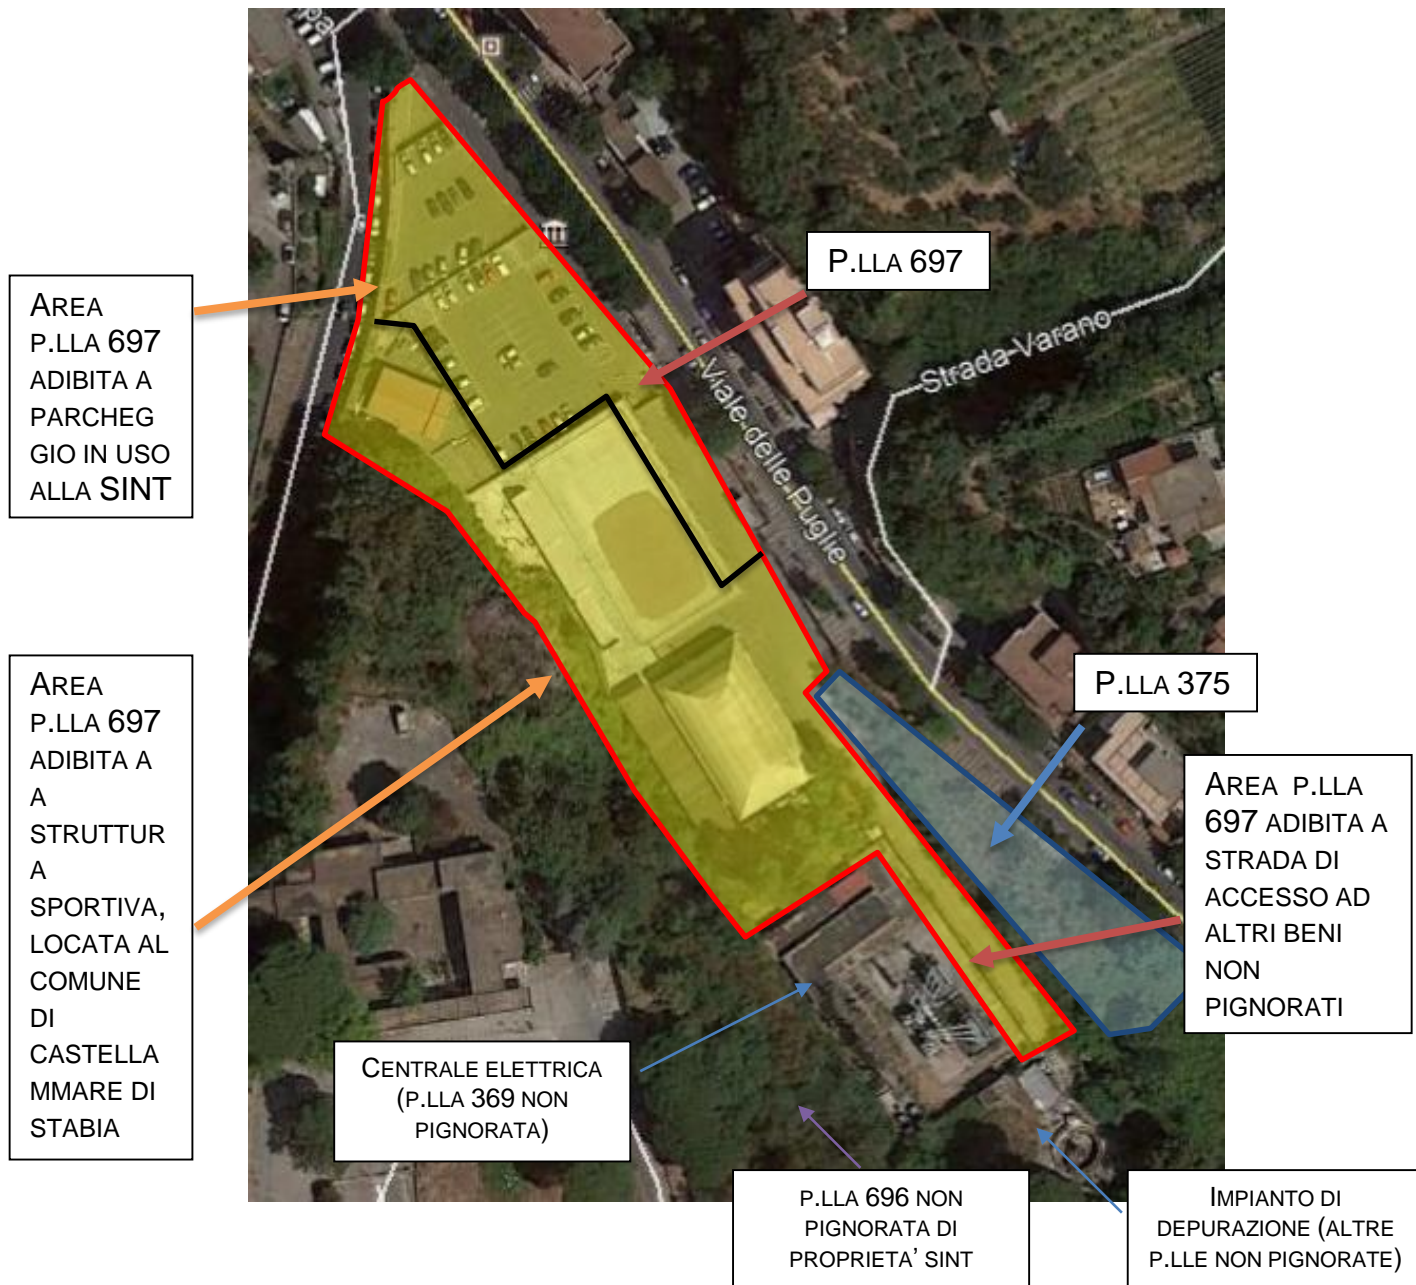 pa
P.LLA 697
AREA
P.LLA 697
ADIBITA A
PARCHEG
GIO IN USO
ALLA SINT
Strada Varano
Viale delle Puglie
AREA
P.LLA 697
ADIBITA A
A
STRUTTUR
A
SPORTIVA,
LOCATA AL
COMUNE
DI
CASTELLA
MMARE DI
STABIA
P.LLA 375
AREA P.LLA
697 ADIBITA A
STRADA DI
ACCESSO AD
ALTRI BENI
NON
PIGNORATI
CENTRALE ELETTRICA
(P.LLA 369 NON
PIGNORATA)
P.LLA 696 NON
PIGNORATA DI
PROPRIETA' SINT
IMPIANTO DI
DEPURAZIONE (ALTRE
P.LLE NON PIGNORATE)